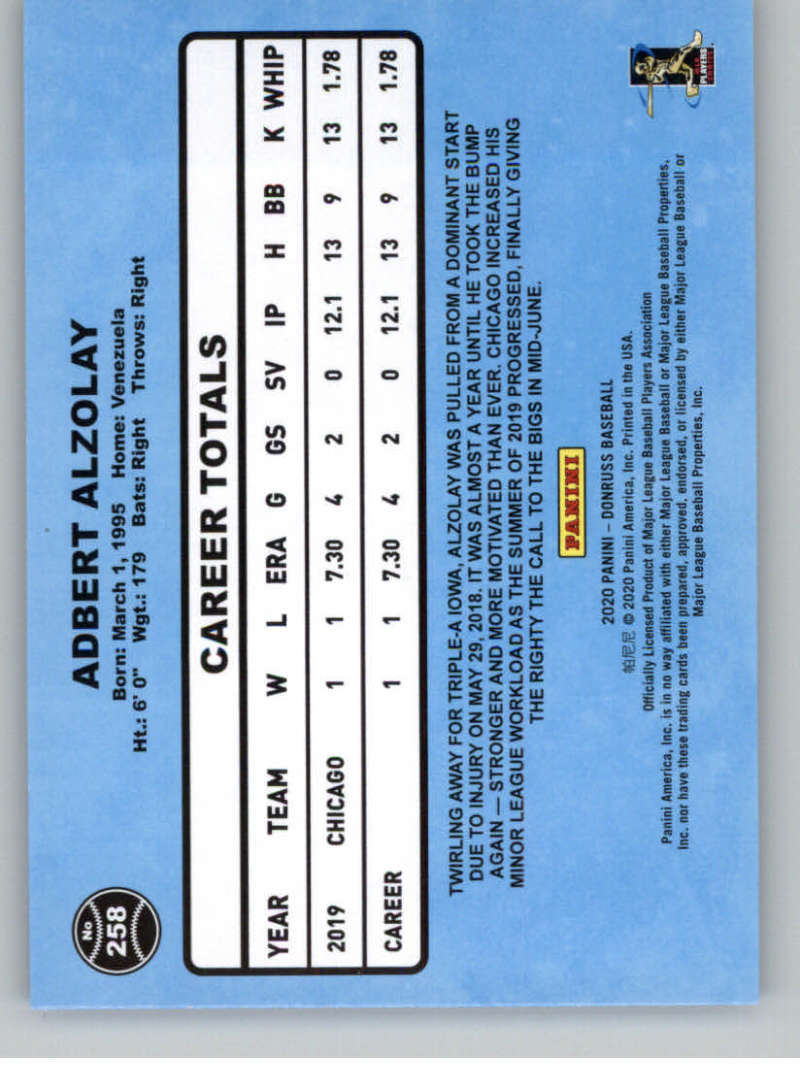 No
258
ADBERT ALZOLAY
Born: March 1, 1995 Home: Venezuela
Ht.: 6' 0" Wgt.: 179 Bats: Right Throws: Right
CAREER TOTALS
YEAR TEAM W L ERA G GS SV IP H BB K WHIP
2019 CHICAGO 1 1 7.30 4 2 0 12.1 13 9 13 1.78
CAREER 1 1 7.30 4 2 0 12.1 13 9 13 1.78
TWIRLING AWAY FOR TRIPLE-A IOWA, ALZOLAY WAS PULLED FROM A DOMINANT START
DUE TO INJURY ON MAY 29, 2018. IT WAS ALMOST A YEAR UNTIL HE TOOK THE BUMP
AGAIN — STRONGER AND MORE MOTIVATED THAN EVER. CHICAGO INCREASED HIS
MINOR LEAGUE WORKLOAD AS THE SUMMER OF 2019 PROGRESSED, FINALLY GIVING
THE RIGHTY THE CALL TO THE BIGS IN MID-JUNE.
PANINI
2020 PANINI – DONRUSS BASEBALL
帕尼尼 © 2020 Panini America, Inc. Printed in the USA.
Officially Licensed Product of Major League Baseball Players Association
Panini America, Inc. is in no way affiliated with either Major League Baseball or Major League Baseball Properties,
Inc. nor have these trading cards been prepared, approved, endorsed, or licensed by either Major League Baseball or
Major League Baseball Properties, Inc.
MLB
PLAYERS